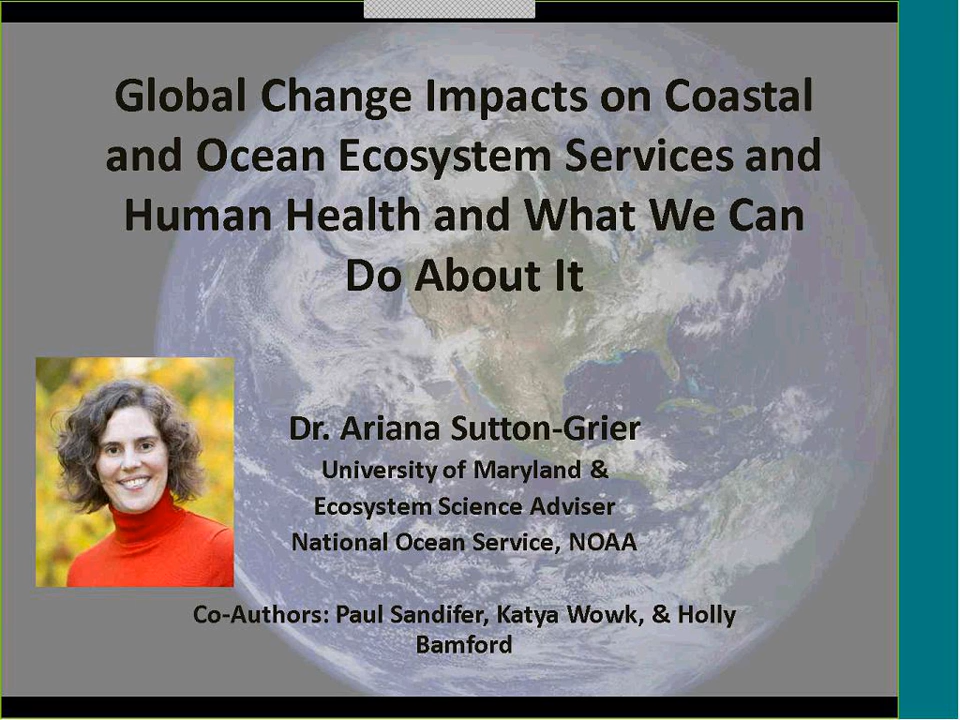 Global Change Impacts on Coastal
and Ocean Ecosystem Services and
Human Health and What We Can
Do About It
Dr. Ariana Sutton-Grier
University of Maryland &
Ecosystem Science Adviser
National Ocean Service, NOAA
Co-Authors: Paul Sandifer, Katya Wowk, & Holly
Bamford